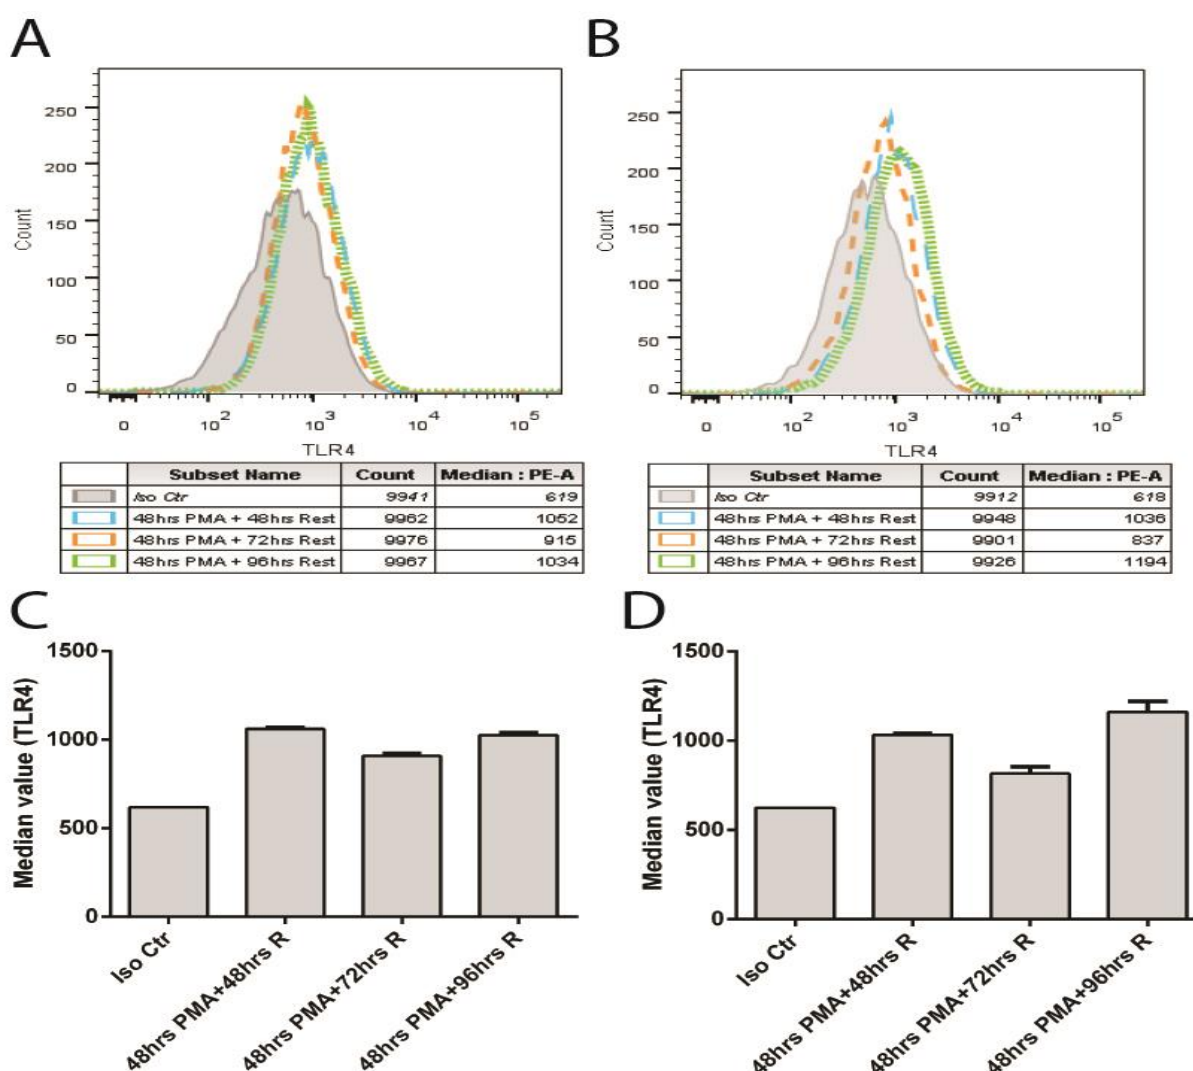 A
B
250
200
150
100
50
0
Count
0 10^2 10^3 10^4 10^5
TLR4
250
200
150
100
50
0
Count
0 10^2 10^3 10^4 10^5
TLR4
Subset Name Count Median : PE-A
Iso Ctr 9941 619
48hrs PMA + 48hrs Rest 9962 1052
48hrs PMA + 72hrs Rest 9976 915
48hrs PMA + 96hrs Rest 9967 1034
Subset Name Count Median : PE-A
Iso Ctr 9912 618
48hrs PMA + 48hrs Rest 9948 1036
48hrs PMA + 72hrs Rest 9901 837
48hrs PMA + 96hrs Rest 9926 1194
C
D
1500
1000
500
0
Median value (TLR4)
Iso Ctr
48hrs PMA+48hrs R
48hrs PMA+72hrs R
48hrs PMA+96hrs R
1500
1000
500
0
Median value (TLR4)
Iso Ctr
48hrs PMA+48hrs R
48hrs PMA+72hrs R
48hrs PMA+96hrs R